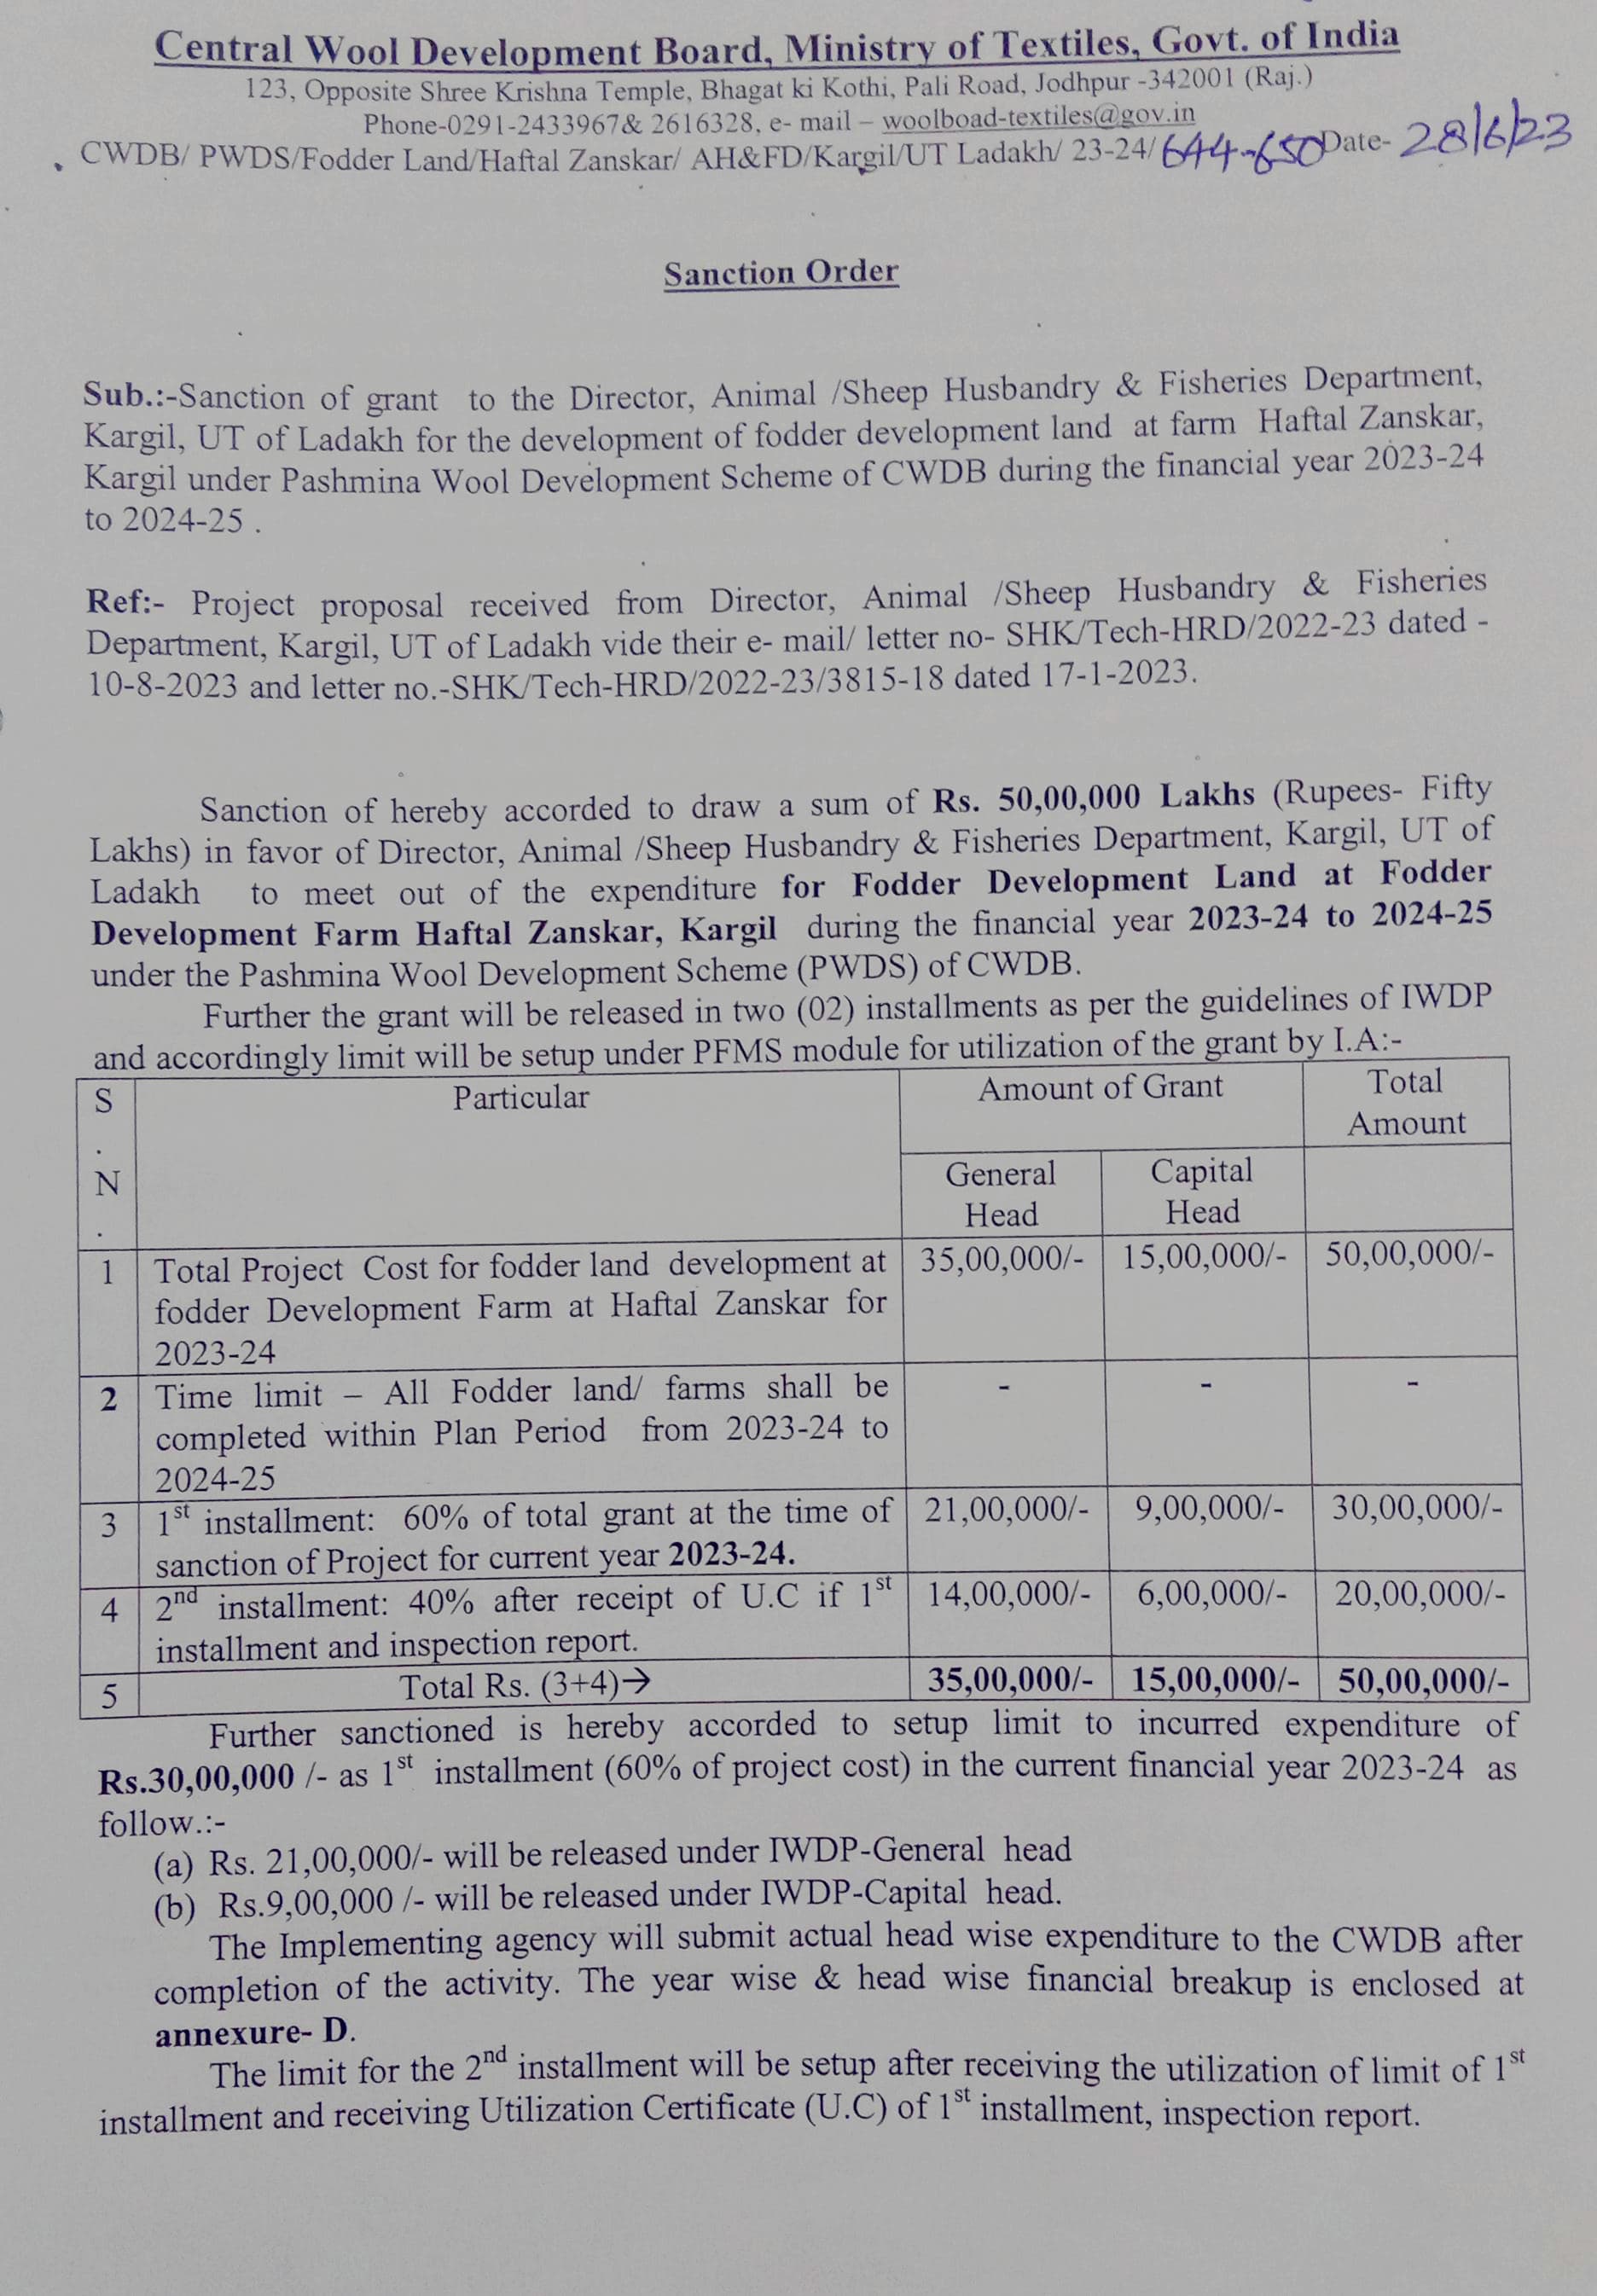 Central Wool Development Board, Ministry of Textiles, Govt. of India
123, Opposite Shree Krishna Temple, Bhagat ki Kothi, Pali Road, Jodhpur -342001 (Raj.)
Phone-0291-2433967& 2616328, e- mail – woolboad-textiles@gov.in
CWDB/ PWDS/Fodder Land/Haftal Zanskar/ AH&FD/Kargil/UT Ladakh/ 23-24/ 644-650 Date- 28/6/23
Sanction Order
Sub.:-Sanction of grant to the Director, Animal /Sheep Husbandry & Fisheries Department,
Kargil, UT of Ladakh for the development of fodder development land at farm Haftal Zanskar,
Kargil under Pashmina Wool Development Scheme of CWDB during the financial year 2023-24
to 2024-25 .
Ref:- Project proposal received from Director, Animal /Sheep Husbandry & Fisheries
Department, Kargil, UT of Ladakh vide their e- mail/ letter no- SHK/Tech-HRD/2022-23 dated -
10-8-2023 and letter no.-SHK/Tech-HRD/2022-23/3815-18 dated 17-1-2023.
Sanction of hereby accorded to draw a sum of Rs. 50,00,000 Lakhs (Rupees- Fifty
Lakhs) in favor of Director, Animal /Sheep Husbandry & Fisheries Department, Kargil, UT of
Ladakh to meet out of the expenditure for Fodder Development Land at Fodder
Development Farm Haftal Zanskar, Kargil during the financial year 2023-24 to 2024-25
under the Pashmina Wool Development Scheme (PWDS) of CWDB.
Further the grant will be released in two (02) installments as per the guidelines of IWDP
and accordingly limit will be setup under PFMS module for utilization of the grant by I.A:-
S.N. Particular Amount of Grant Total Amount
General Head Capital Head
1 Total Project Cost for fodder land development at 35,00,000/- 15,00,000/- 50,00,000/-
fodder Development Farm at Haftal Zanskar for
2023-24
2 Time limit – All Fodder land/ farms shall be - - -
completed within Plan Period from 2023-24 to
2024-25
3 1st installment: 60% of total grant at the time of 21,00,000/- 9,00,000/- 30,00,000/-
sanction of Project for current year 2023-24.
4 2nd installment: 40% after receipt of U.C if 1st 14,00,000/- 6,00,000/- 20,00,000/-
installment and inspection report.
5 Total Rs. (3+4)→ 35,00,000/- 15,00,000/- 50,00,000/-
Further sanctioned is hereby accorded to setup limit to incurred expenditure of
Rs.30,00,000 /- as 1st installment (60% of project cost) in the current financial year 2023-24 as
follow.:-
(a) Rs. 21,00,000/- will be released under IWDP-General head
(b) Rs.9,00,000 /- will be released under IWDP-Capital head.
The Implementing agency will submit actual head wise expenditure to the CWDB after
completion of the activity. The year wise & head wise financial breakup is enclosed at
annexure- D.
The limit for the 2nd installment will be setup after receiving the utilization of limit of 1st
installment and receiving Utilization Certificate (U.C) of 1st installment, inspection report.